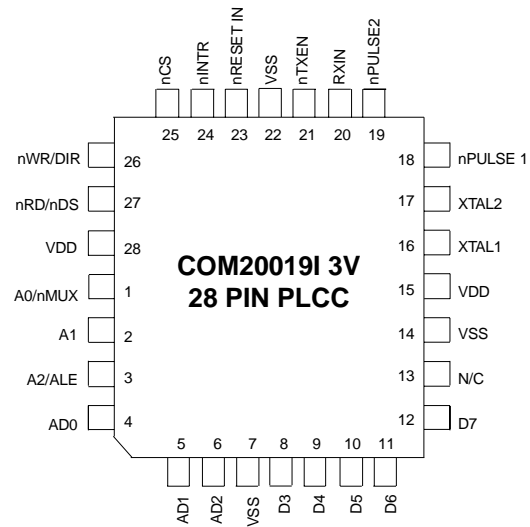 nCS
nINTR
nRESET IN
VSS
nTXEN
RXIN
nPULSE2
25 24 23 22 21 20 19
nWR/DIR 26
nRD/nDS 27
VDD 28
A0/nMUX 1
A1 2
A2/ALE 3
AD0 4
COM20019I 3V
28 PIN PLCC
18 nPULSE 1
17 XTAL2
16 XTAL1
15 VDD
14 VSS
13 N/C
12 D7
5 6 7 8 9 10 11
AD1
AD2
VSS
D3
D4
D5
D6